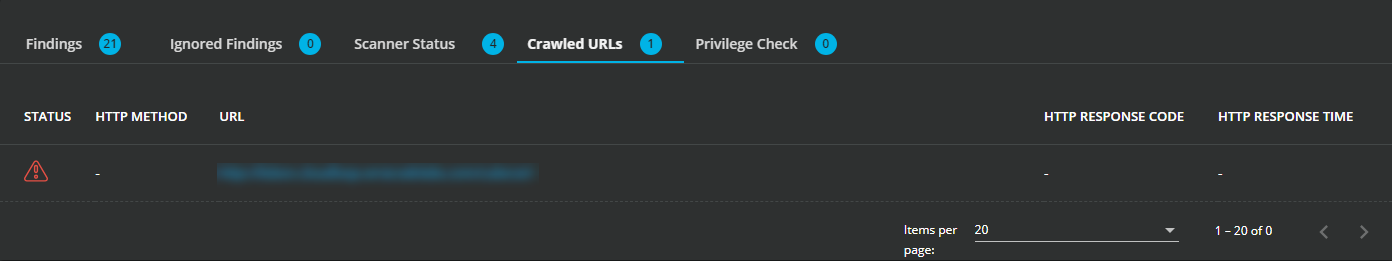 Findings 21 Ignored Findings 0 Scanner Status 4 Crawled URLs 1 Privilege Check 0
STATUS HTTP METHOD URL HTTP RESPONSE CODE HTTP RESPONSE TIME
- - -
Items per page: 20 1 – 20 of 0